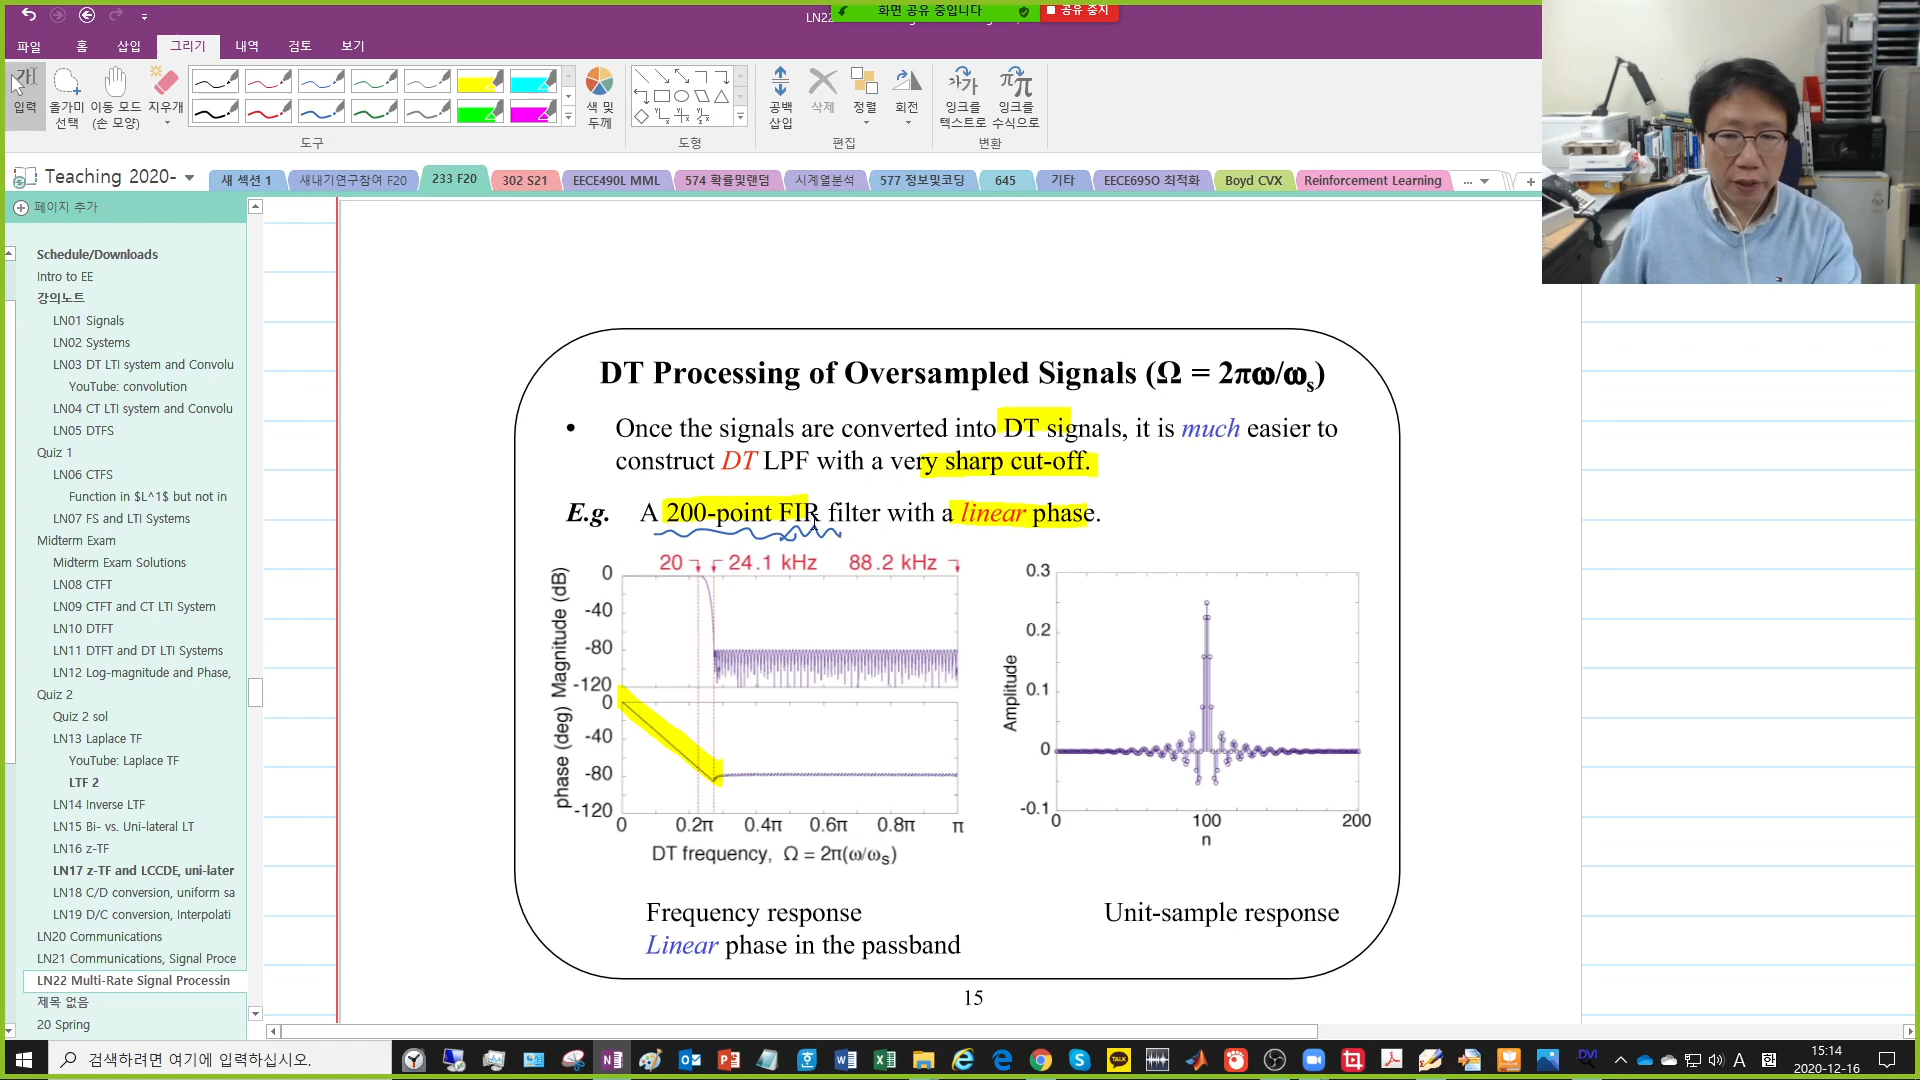 LN22
화면 공유 중입니다
공유 중지
파일 홈 삽입 그리기 내역 검토 보기
입력
올가미 선택
이동 모드 (손 모양)
지우개
색 및 두께
공백 삽입
삭제
정렬
회전
잉크를 텍스트로
잉크를 수식으로
도구 도형 편집 변환
Teaching 2020-
새 섹션 1
새내기연구참여 F20
233 F20
302 S21
EECE490L MML
574 확률및랜덤
시계열분석
577 정보및코딩
645
기타
EECE695O 최적화
Boyd CVX
Reinforcement Learning
...
페이지 추가
Schedule/Downloads
Intro to EE
강의노트
LN01 Signals
LN02 Systems
LN03 DT LTI system and Convolu
YouTube: convolution
LN04 CT LTI system and Convolu
LN05 DTFS
Quiz 1
LN06 CTFS
Function in $L^1$ but not in
LN07 FS and LTI Systems
Midterm Exam
Midterm Exam Solutions
LN08 CTFT
LN09 CTFT and CT LTI System
LN10 DTFT
LN11 DTFT and DT LTI Systems
LN12 Log-magnitude and Phase,
Quiz 2
Quiz 2 sol
LN13 Laplace TF
YouTube: Laplace TF
LTF 2
LN14 Inverse LTF
LN15 Bi- vs. Uni-lateral LT
LN16 z-TF
LN17 z-TF and LCCDE, uni-later
LN18 C/D conversion, uniform sa
LN19 D/C conversion, Interpolati
LN20 Communications
LN21 Communications, Signal Proce
LN22 Multi-Rate Signal Processin
제목 없음
20 Spring
DT Processing of Oversampled Signals (Ω = 2πω/ωs)
• Once the signals are converted into DT signals, it is much easier to
construct DT LPF with a very sharp cut-off.
E.g. A 200-point FIR filter with a linear phase.
20 24.1 kHz 88.2 kHz
Magnitude (dB)
0
-40
-80
-120
phase (deg)
0
-40
-80
-120
0 0.2π 0.4π 0.6π 0.8π π
DT frequency, Ω = 2π(ω/ωs)
Amplitude
0.3
0.2
0.1
0
-0.1
0 100 200
n
Frequency response
Linear phase in the passband
Unit-sample response
15
검색하려면 여기에 입력하십시오.
TALK
DVI
A
한
15:14
2020-12-16